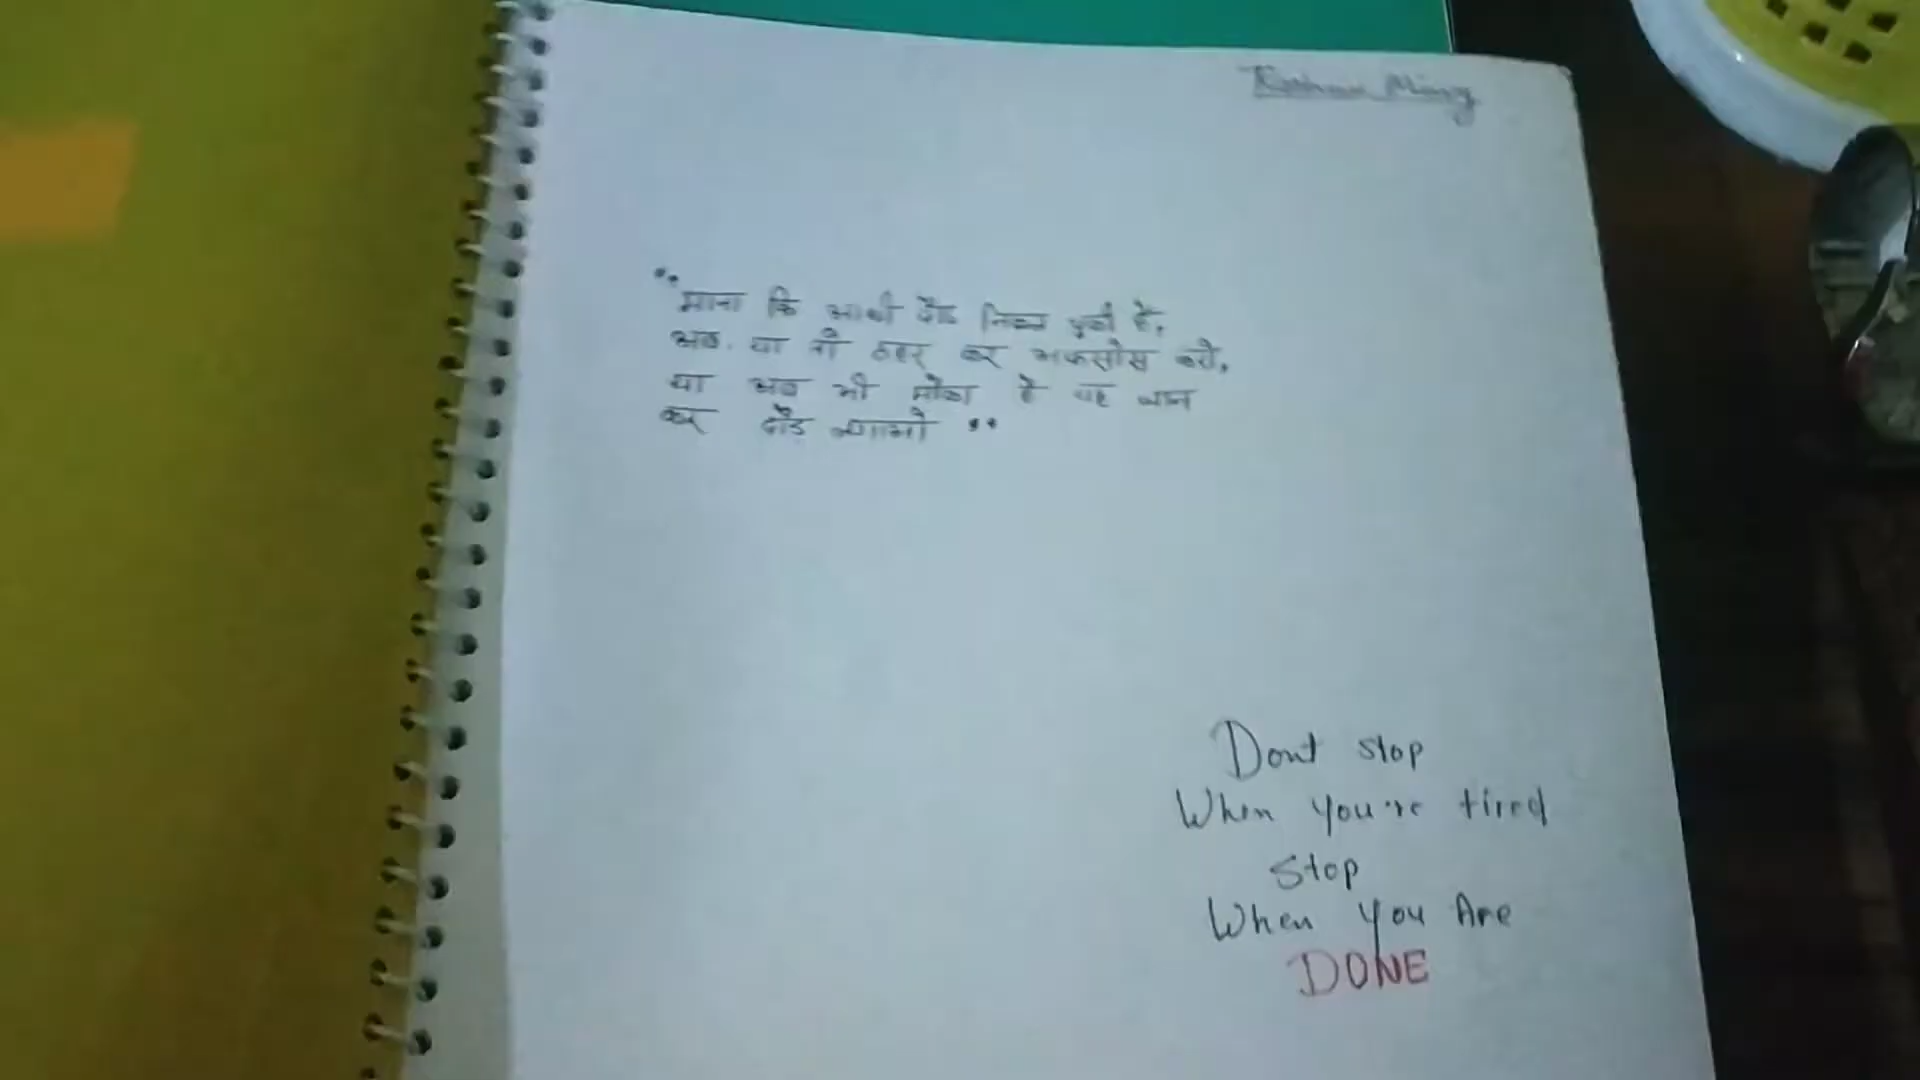 "माना कि आधी दौड़ निकल चुकी है,
अब या तो ठहर कर अफसोस करो,
या अब भी मौका है यह जान
कर दौड़ लगाओ"
Dont stop
When you're tired
Stop
When you Are
DONE